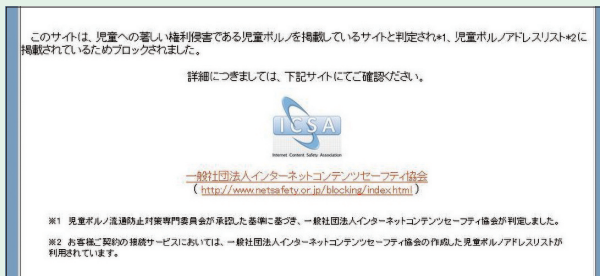 このサイトは、児童への著しい権利侵害である児童ポルノを掲載しているサイトと判定され*1、児童ポルノアドレスリスト*2に
掲載されているためブロックされました。
詳細につきましては、下記サイトにてご確認ください。
ICSA
Internet Content Safety Association
一般社団法人インターネットコンテンツセーフティ協会
( http://www.netsafety.or.jp/blocking/index.html )
※1 児童ポルノ流通防止対策専門委員会が承認した基準に基づき、一般社団法人インターネットコンテンツセーフティ協会が判定しました。
※2 お客様ご契約の接続サービスにおいては、一般社団法人インターネットコンテンツセーフティ協会の作成した児童ポルノアドレスリストが
利用されています。